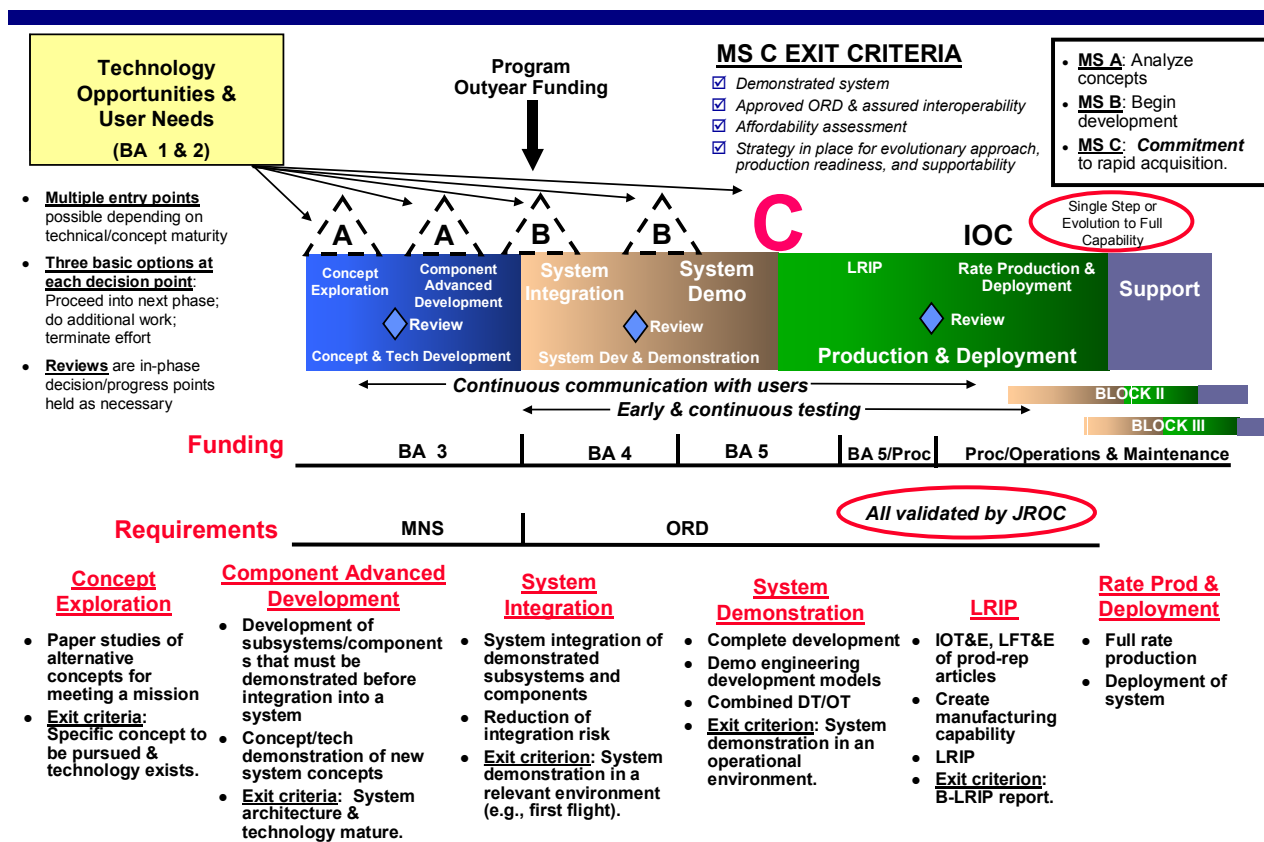 Technology
Opportunities &
User Needs
(BA 1 & 2)
Program
Outyear Funding
MS C EXIT CRITERIA
Demonstrated system
Approved ORD & assured interoperability
Affordability assessment
Strategy in place for evolutionary approach,
production readiness, and supportability
• MS A: Analyze
concepts
• MS B: Begin
development
• MS C: Commitment
to rapid acquisition.
• Multiple entry points
possible depending on
technical/concept maturity
• Three basic options at
each decision point:
Proceed into next phase;
do additional work;
terminate effort
• Reviews are in-phase
decision/progress points
held as necessary
A
A
B
B
C
IOC
Single Step or
Evolution to Full
Capability
Concept
Exploration
Component
Advanced
Development
Review
Concept & Tech Development
System
Integration
System
Demo
Review
System Dev & Demonstration
LRIP
Rate Production &
Deployment
Review
Production & Deployment
Support
Continuous communication with users
Early & continuous testing
BLOCK II
BLOCK III
Funding
BA 3
BA 4
BA 5
BA 5/Proc
Proc/Operations & Maintenance
Requirements
MNS
ORD
All validated by JROC
Concept
Exploration
• Paper studies of
alternative
concepts for
meeting a mission
• Exit criteria:
Specific concept to
be pursued &
technology exists.
Component Advanced
Development
• Development of
subsystems/component
s that must be
demonstrated before
integration into a
system
• Concept/tech
demonstration of new
system concepts
• Exit criteria: System
architecture &
technology mature.
System
Integration
• System integration of
demonstrated
subsystems and
components
• Reduction of
integration risk
• Exit criterion: System
demonstration in a
relevant environment
(e.g., first flight).
System
Demonstration
• Complete development
• Demo engineering
development models
• Combined DT/OT
• Exit criterion: System
demonstration in an
operational
environment.
LRIP
• IOT&E, LFT&E
of prod-rep
articles
• Create
manufacturing
capability
• LRIP
• Exit criterion:
B-LRIP report.
Rate Prod &
Deployment
• Full rate
production
• Deployment of
system